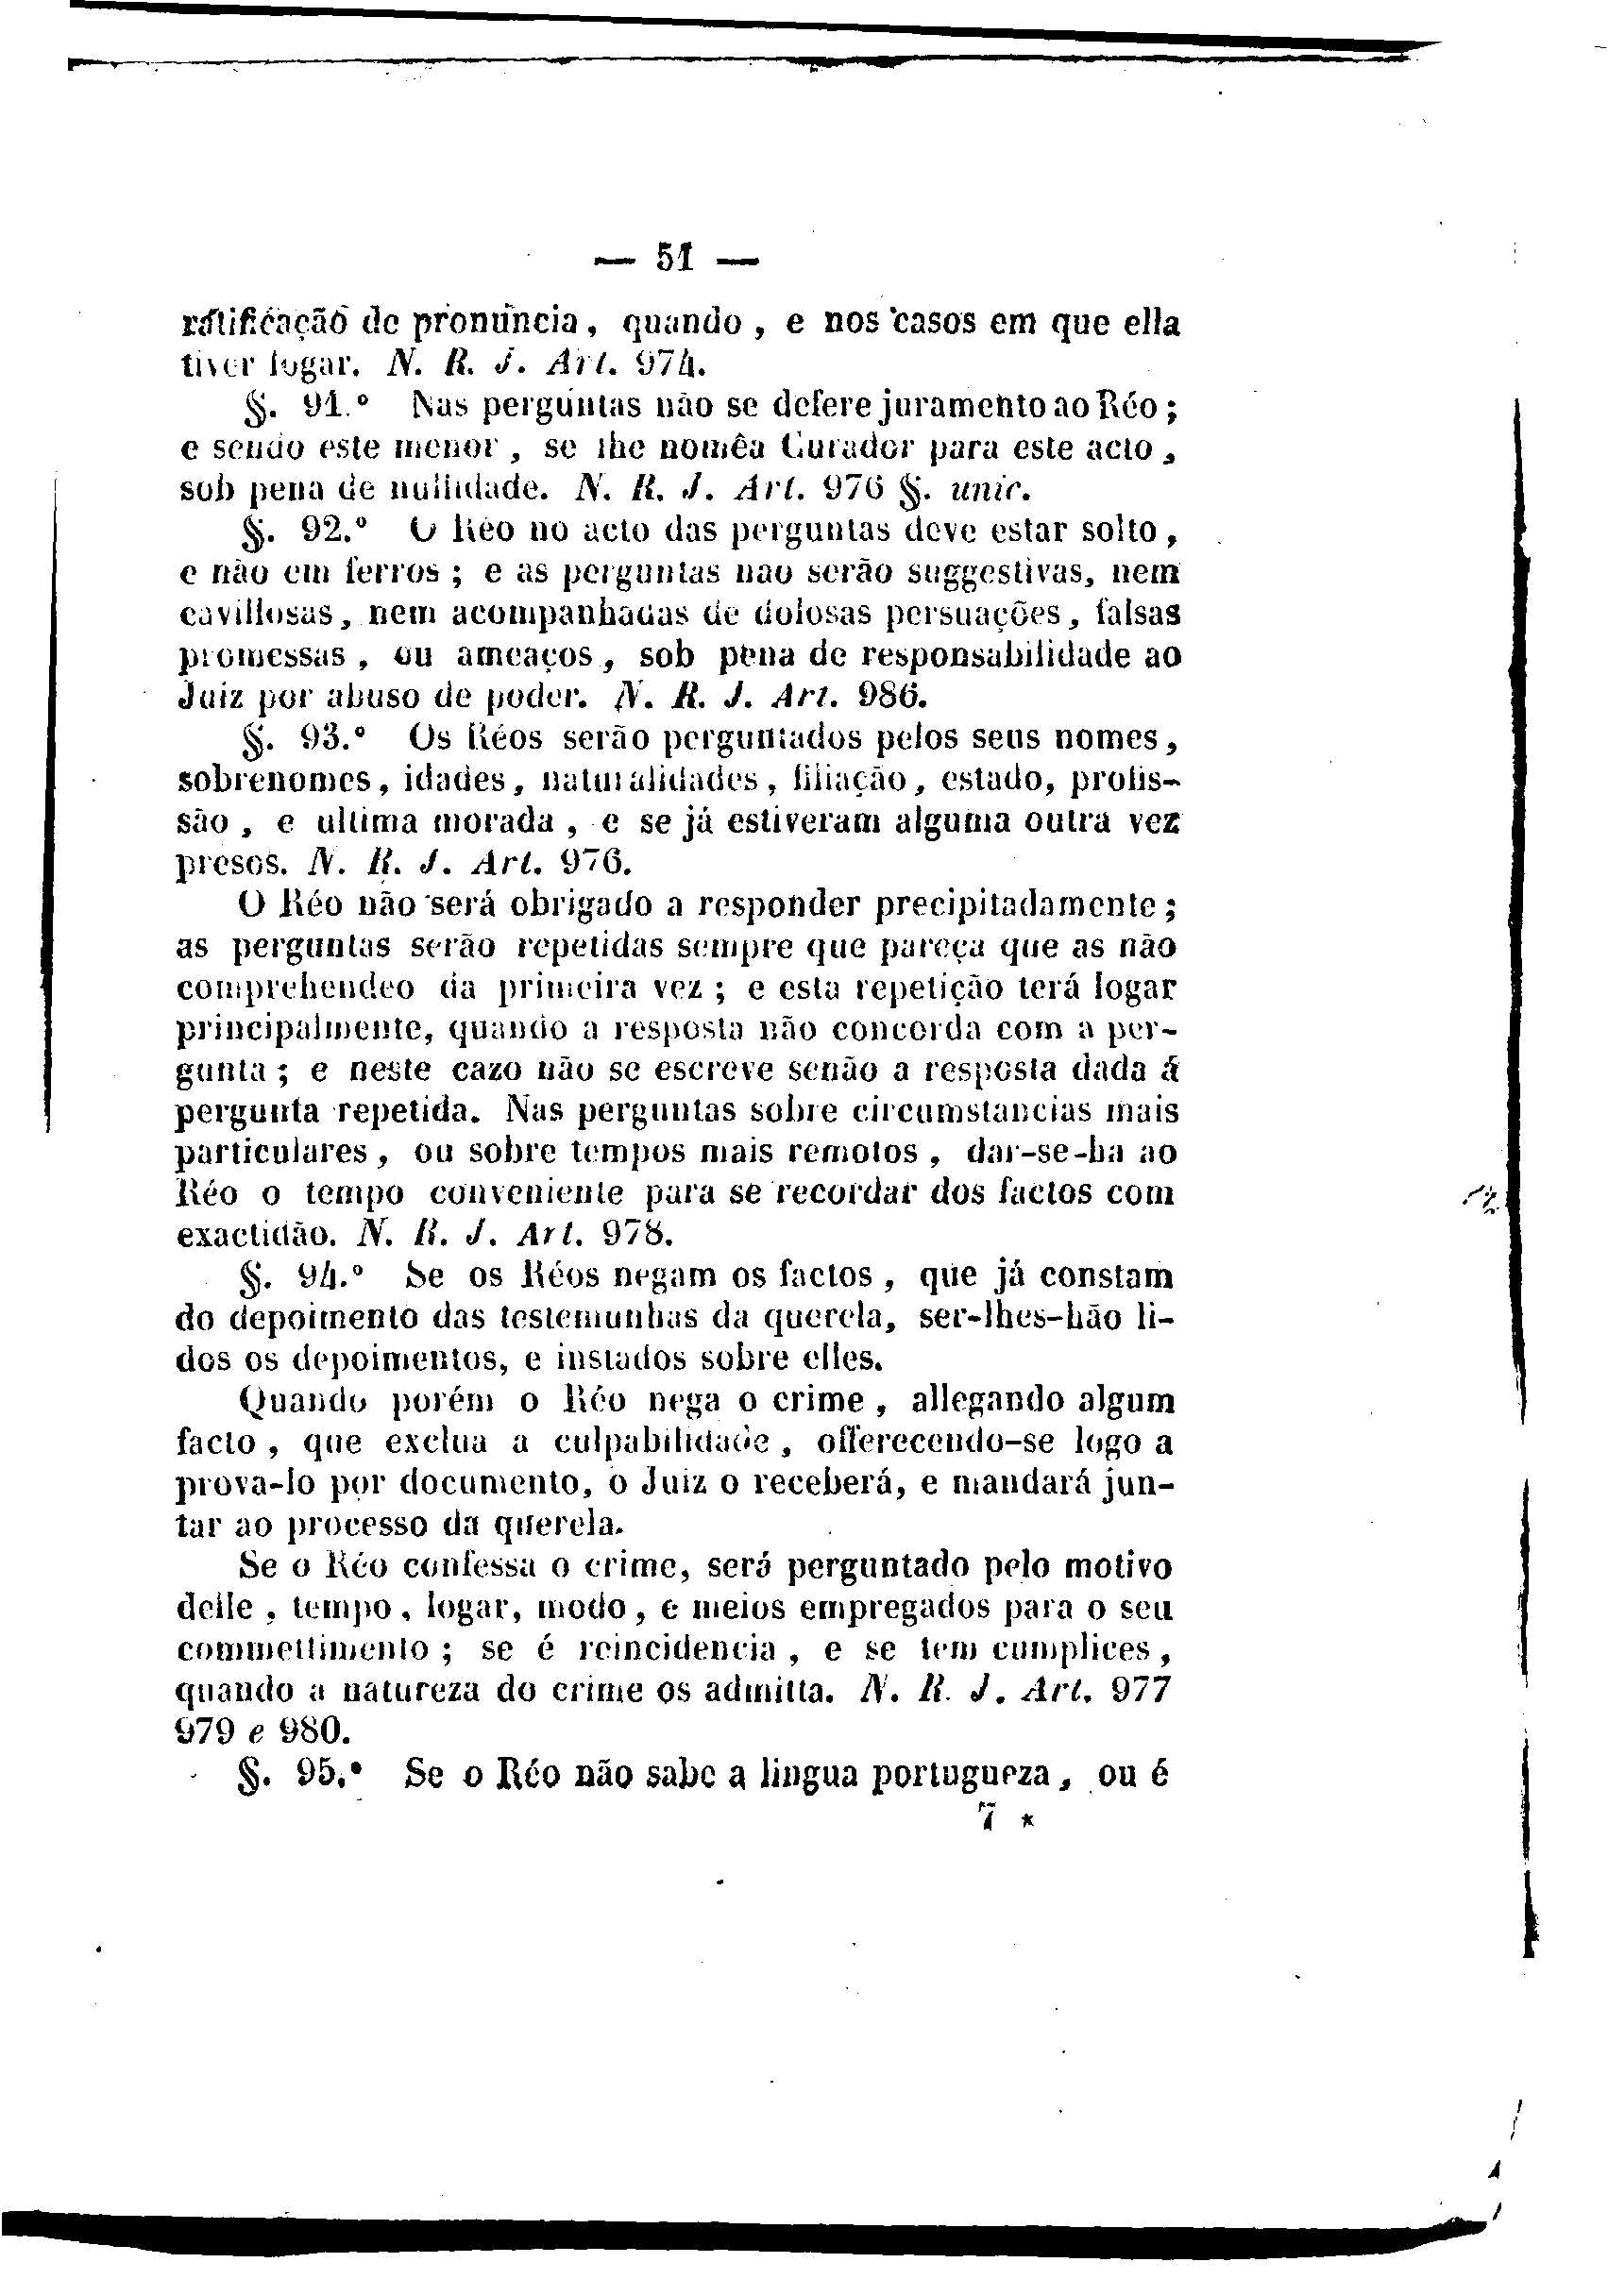 — 51 —
ratificação de pronuncia, quando, e nos casos em que ella
tiver logar. N. R. J. Art. 974.
§. 91.º Nas perguntas não se defere juramento ao Réo;
e sendo este menor, se lhe nomêa Curador para este acto,
sob pena de nullidade. N. R. J. Art. 976 §. unic.
§. 92.º O Réo no acto das perguntas deve estar solto,
e não em ferros; e as perguntas não serão suggestivas, nem
cavillosas, nem acompanhadas de dolosas persuações, falsas
promessas, ou ameaços, sob pena de responsabilidade ao
Juiz por abuso de poder. N. R. J. Art. 986.
§. 93.º Os Réos serão perguntados pelos seus nomes,
sobrenomes, idades, naturalidades, filiação, estado, profis-
são, e ultima morada, e se já estiveram alguma outra vez
presos. N. R. J. Art. 976.
O Réo não será obrigado a responder precipitadamente;
as perguntas serão repetidas sempre que pareça que as não
comprehendeo da primeira vez; e esta repetição terá logar
principalmente, quando a resposta não concorda com a per-
gunta; e neste cazo não se escreve senão a resposta dada á
pergunta repetida. Nas perguntas sobre circumstancias mais
particulares, ou sobre tempos mais remotos, dar-se-ha ao
Réo o tempo conveniente para se recordar dos factos com
exactidão. N. R. J. Art. 978.
§. 94.º Se os Réos negam os factos, que já constam
do depoimento das testemunhas da querela, ser-lhes-hão li-
dos os depoimentos, e instados sobre elles.
Quando porém o Réo nega o crime, allegando algum
facto, que exclua a culpabilidade, offerecendo-se logo a
prova-lo por documento, o Juiz o receberá, e mandará jun-
tar ao processo da querela.
Se o Réo confessa o crime, será perguntado pelo motivo
delle, tempo, logar, modo, e meios empregados para o seu
commettimento; se é reincidencia, e se tem cumplices,
quando a natureza do crime os admitta. N. R. J. Art. 977
979 e 980.
§. 95.º Se o Réo não sabe a lingua portugueza, ou é
7 *